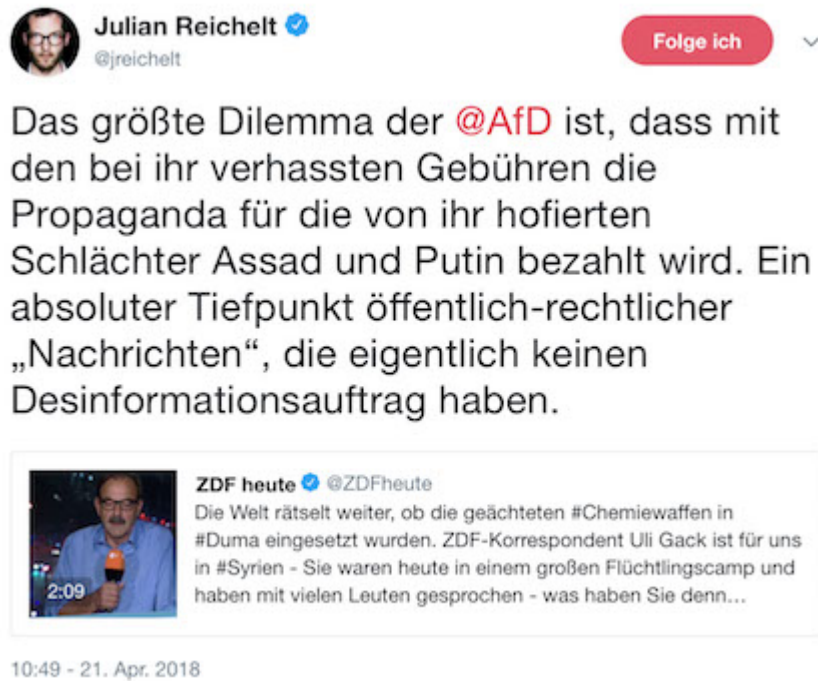 Julian Reichelt
@jreichelt
Folge ich
Das größte Dilemma der @AfD ist, dass mit
den bei ihr verhassten Gebühren die
Propaganda für die von ihr hofierten
Schlächter Assad und Putin bezahlt wird. Ein
absoluter Tiefpunkt öffentlich-rechtlicher
„Nachrichten“, die eigentlich keinen
Desinformationsauftrag haben.
ZDF heute @ZDFheute
Die Welt rätselt weiter, ob die geächteten #Chemiewaffen in
#Duma eingesetzt wurden. ZDF-Korrespondent Uli Gack ist für uns
in #Syrien - Sie waren heute in einem großen Flüchtlingscamp und
haben mit vielen Leuten gesprochen - was haben Sie denn...
2:09
10:49 - 21. Apr. 2018